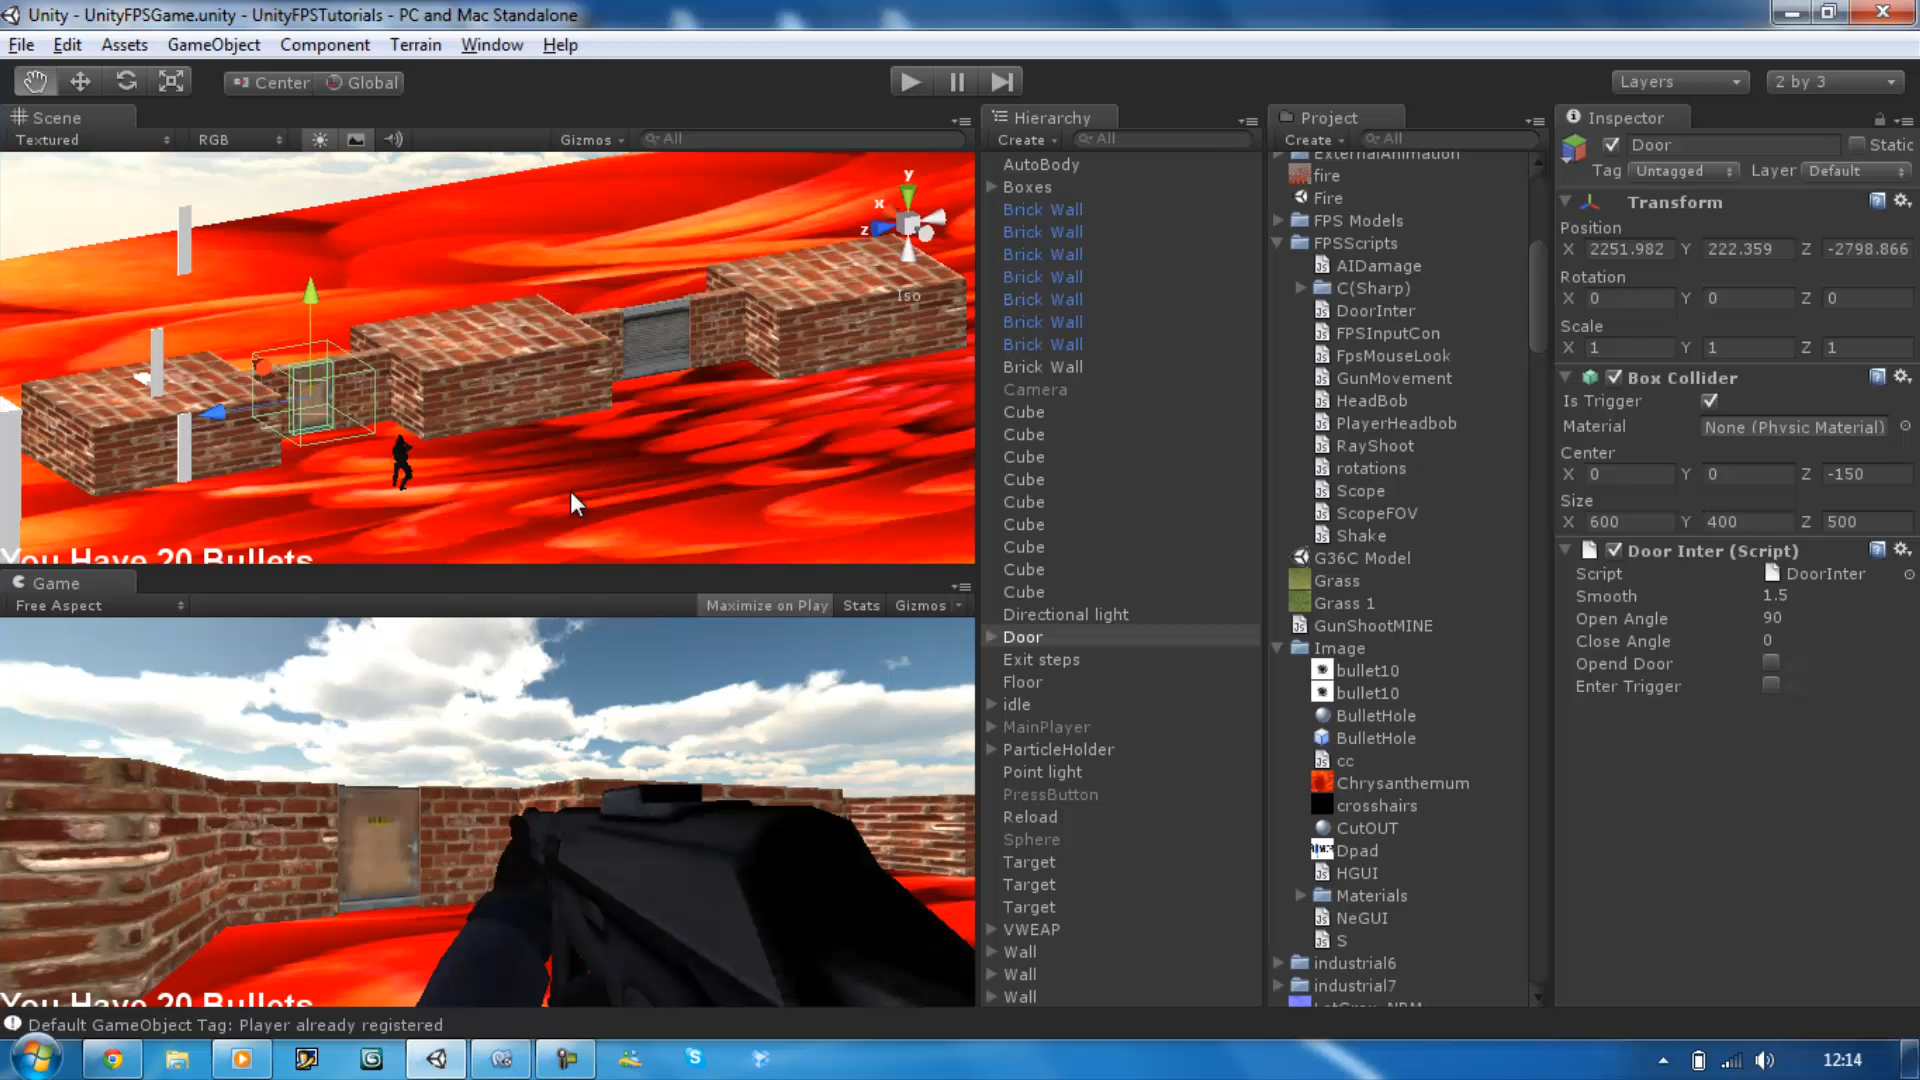 Unity - UnityFPSGame.unity - UnityFPSTutorials - PC and Mac Standalone
File Edit Assets GameObject Component Terrain Window Help
Center Global
Layers
2 by 3
Scene
Textured RGB Gizmos All
y
x
z
Iso
You Have 20 Bullets
Game
Free Aspect Maximize on Play Stats Gizmos
You Have 20 Bullets
Hierarchy
Create All
AutoBody
Boxes
Brick Wall
Brick Wall
Brick Wall
Brick Wall
Brick Wall
Brick Wall
Brick Wall
Brick Wall
Camera
Cube
Cube
Cube
Cube
Cube
Cube
Cube
Cube
Cube
Directional light
Door
Exit steps
Floor
idle
MainPlayer
ParticleHolder
Point light
PressButton
Reload
Sphere
Target
Target
Target
VWEAP
Wall
Wall
Wall
Project
Create All
ExternalAnimation
fire
Fire
FPS Models
FPSScripts
AIDamage
C(Sharp)
DoorInter
FPSInputCon
FpsMouseLook
GunMovement
HeadBob
PlayerHeadbob
RayShoot
rotations
Scope
ScopeFOV
Shake
G36C Model
Grass
Grass 1
GunShootMINE
Image
bullet10
bullet10
BulletHole
BulletHole
cc
Chrysanthemum
crosshairs
CutOUT
Dpad
HGUI
Materials
NeGUI
S
industrial6
industrial7
Inspector
Door Static
Tag Untagged Layer Default
Transform
Position
X 2251.982 Y 222.359 Z -2798.866
Rotation
X 0 Y 0 Z 0
Scale
X 1 Y 1 Z 1
Box Collider
Is Trigger
Material None (Physic Material)
Center
X 0 Y 0 Z -150
Size
X 600 Y 400 Z 500
Door Inter (Script)
Script DoorInter
Smooth 1.5
Open Angle 90
Close Angle 0
Opend Door
Enter Trigger
Default GameObject Tag: Player already registered
12:14